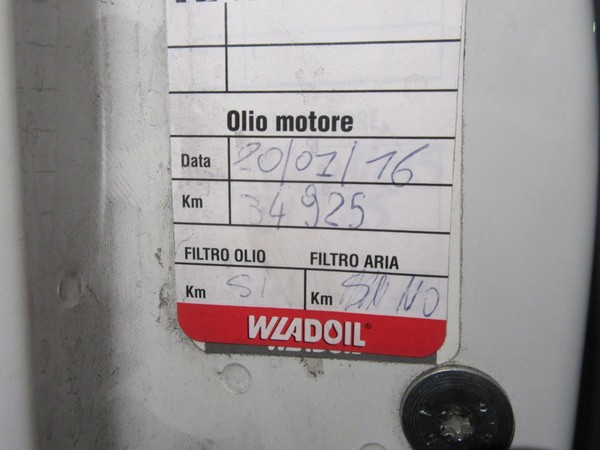 Olio motore
Data 20/01/16
Km 34925
FILTRO OLIO FILTRO ARIA
Km SI Km NO
WLADOIL